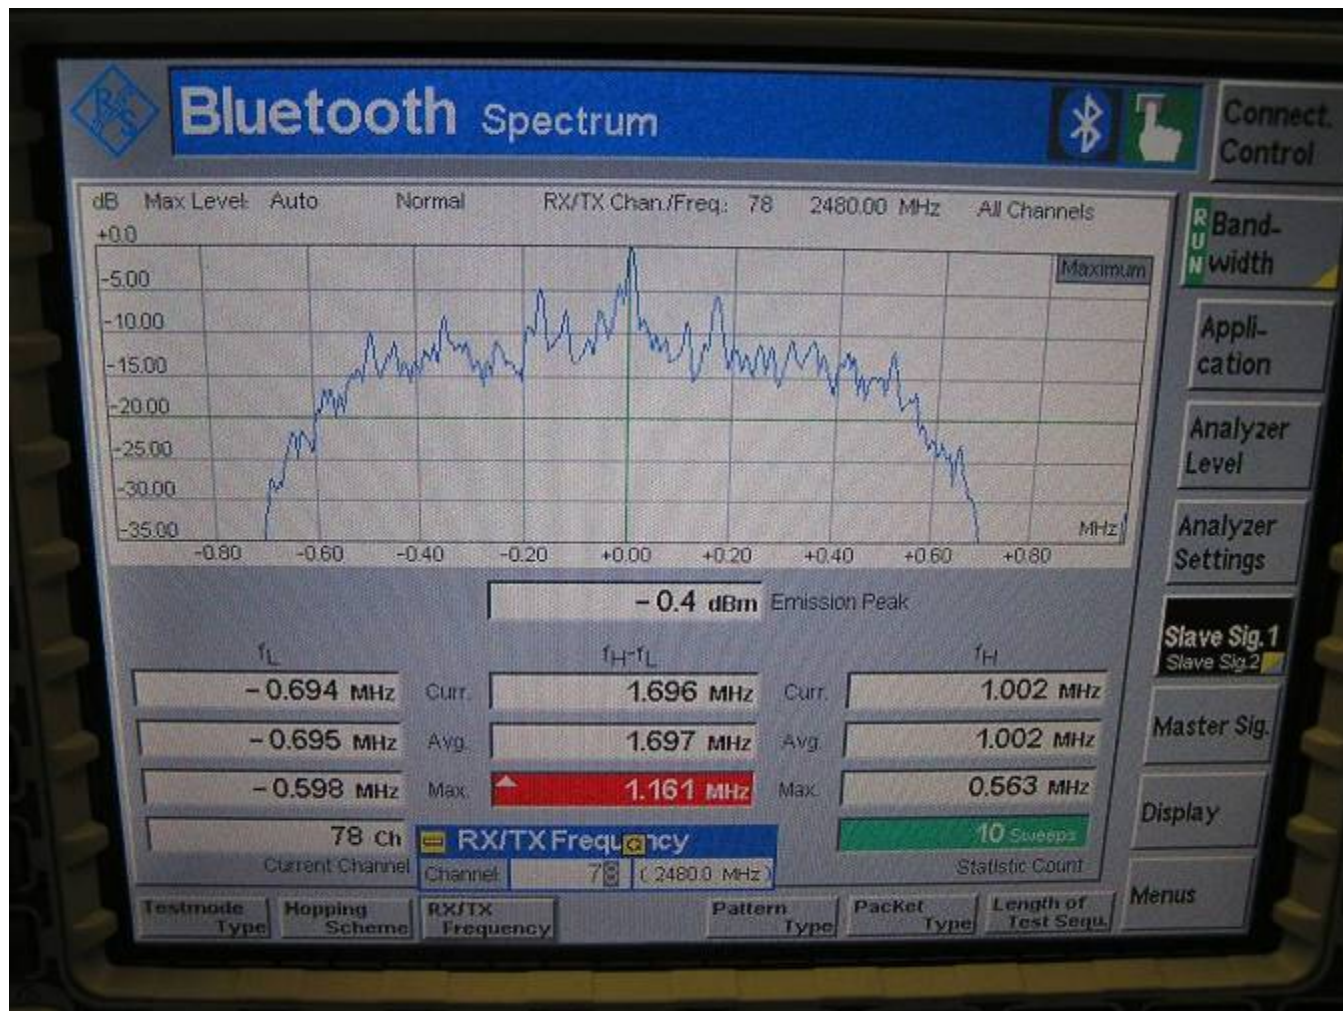 Bluetooth Spectrum
Connect. Control
dB Max Level: Auto Normal RX/TX Chan./Freq.: 78 2480.00 MHz All Channels
+0.0
Maximum
-5.00
-10.00
-15.00
-20.00
-25.00
-30.00
-35.00
MHz
-0.80 -0.60 -0.40 -0.20 +0.00 +0.20 +0.40 +0.60 +0.80
RUN
Band-
width
Appli-
cation
Analyzer
Level
Analyzer
Settings
Slave Sig.1
Slave Sig.2
Master Sig.
Display
Menus
-0.4 dBm Emission Peak
fL fH-fL fH
-0.694 MHz Curr. 1.696 MHz Curr. 1.002 MHz
-0.695 MHz Avg. 1.697 MHz Avg. 1.002 MHz
-0.598 MHz Max. 1.161 MHz Max. 0.563 MHz
78 Ch
Current Channel
RX/TX Frequency
Channel: 78 ( 2480.0 MHz )
10 Sweeps
Statistic Count
Testmode Type
Hopping Scheme
RX/TX Frequency
Pattern Type
Packet Type
Length of Test Sequ.